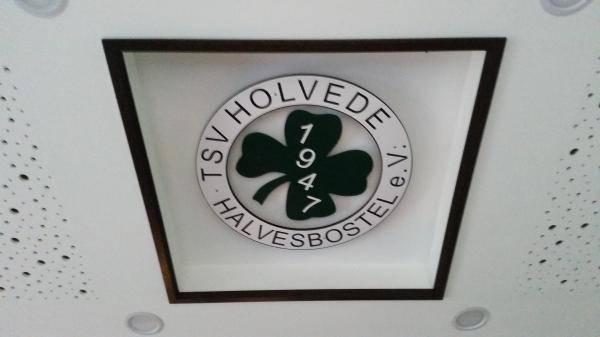 · TSV HOLVEDE
HALVESBOSTEL e.V.
1947